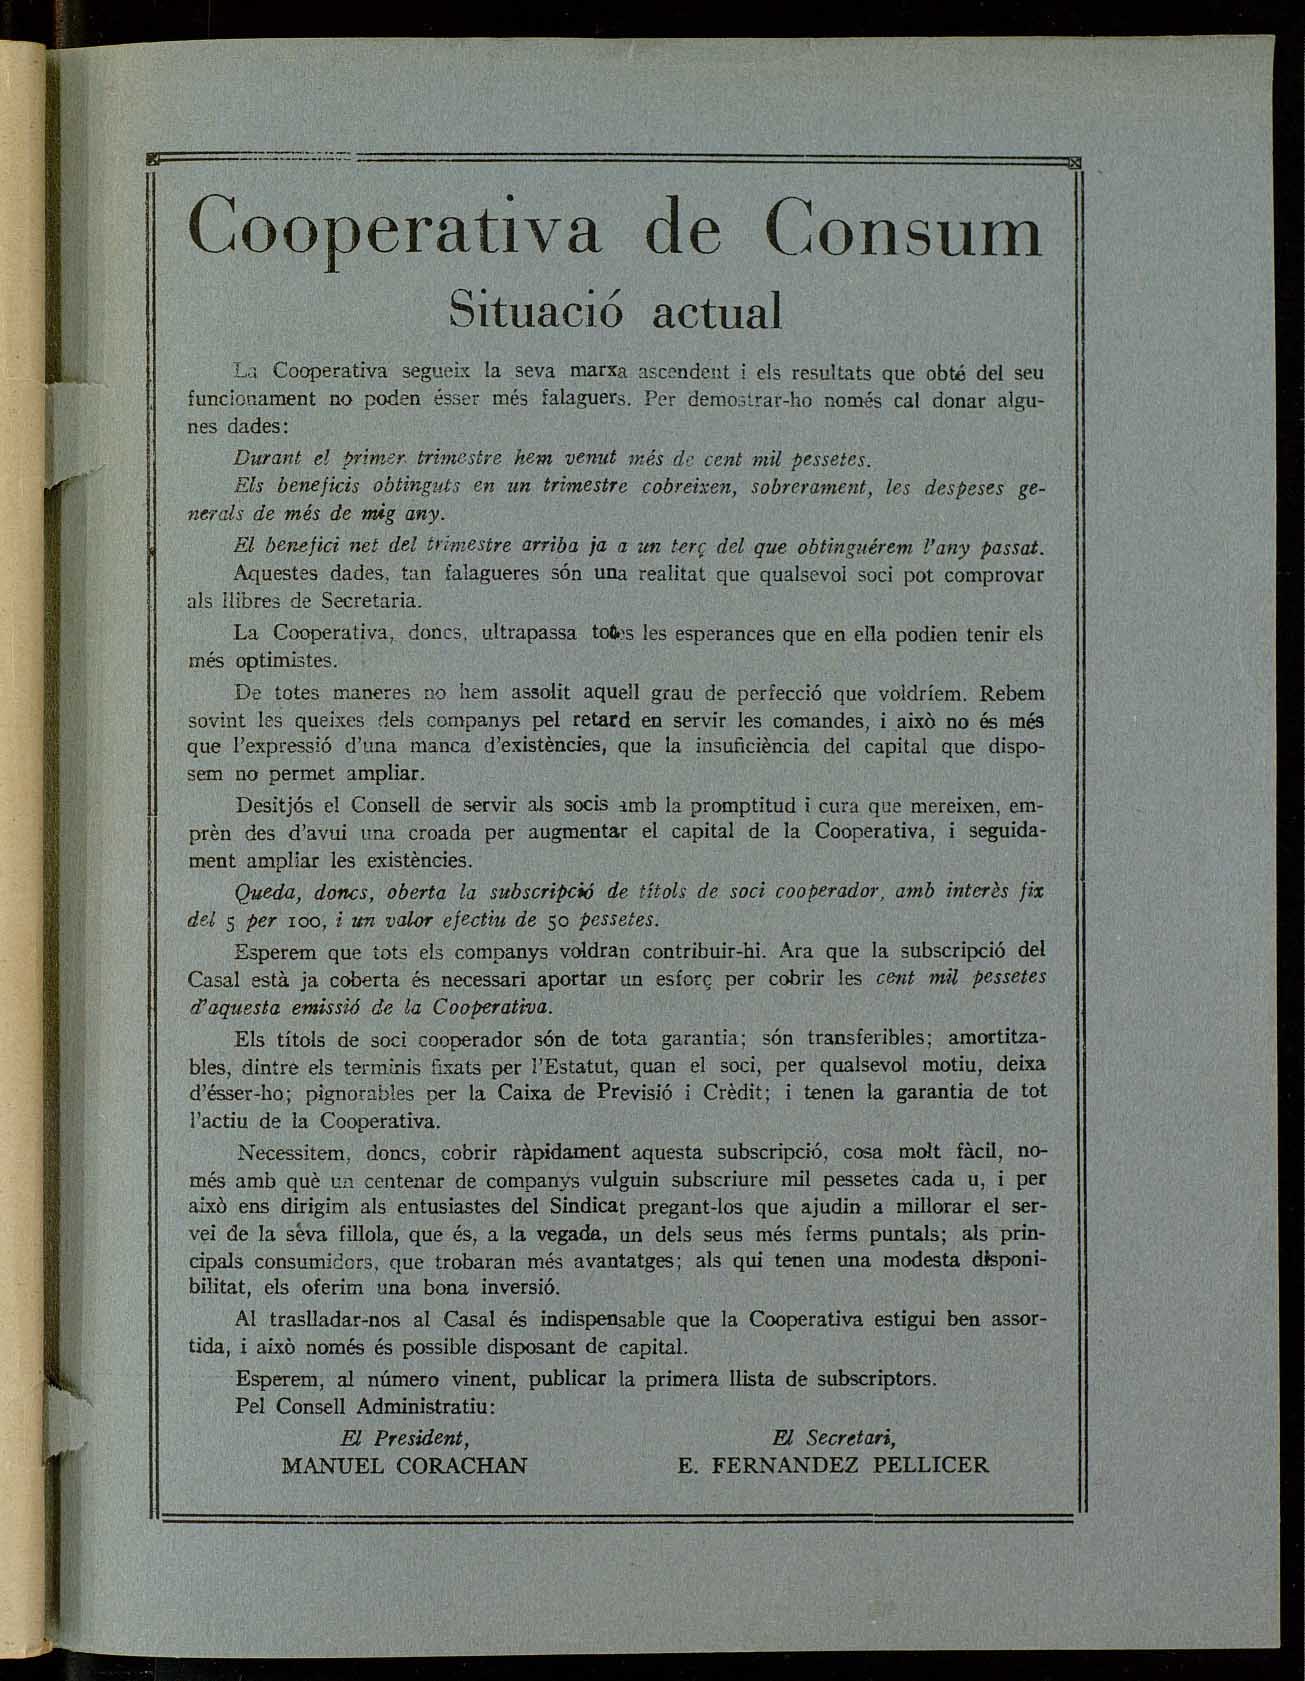 Cooperativa de Consum
Situació actual
La Cooperativa segueix la seva marxa ascendent i els resultats que obté del seu
funcionament no poden ésser més falaguers. Per demostrar-ho només cal donar algu-
nes dades:
Durant el primer trimestre hem venut més de cent mil pessetes.
Els beneficis obtinguts en un trimestre cobreixen, sobrerament, les despeses ge-
nerals de més de mig any.
El benefici net del trimestre arriba ja a un terç del que obtinguérem l'any passat.
Aquestes dades, tan falagueres són una realitat que qualsevol soci pot comprovar
als llibres de Secretaria.
La Cooperativa, doncs, ultrapassa totes les esperances que en ella podien tenir els
més optimistes.
De totes maneres no hem assolit aquell grau de perfecció que voldríem. Rebem
sovint les queixes dels companys pel retard en servir les comandes, i això no és més
que l'expressió d'una manca d'existències, que la insuficiència del capital que dispo-
sem no permet ampliar.
Desitjós el Consell de servir als socis amb la promptitud i cura que mereixen, em-
prèn des d'avui una croada per augmentar el capital de la Cooperativa, i seguida-
ment ampliar les existències.
Queda, doncs, oberta la subscripció de títols de soci cooperador, amb interès fix
del 5 per 100, i un valor efectiu de 50 pessetes.
Esperem que tots els companys voldran contribuir-hi. Ara que la subscripció del
Casal està ja coberta és necessari aportar un esforç per cobrir les cent mil pessetes
d'aquesta emissió de la Cooperativa.
Els títols de soci cooperador són de tota garantia; són transferibles; amortitza-
bles, dintre els terminis fixats per l'Estatut, quan el soci, per qualsevol motiu, deixa
d'ésser-ho; pignorables per la Caixa de Previsió i Crèdit; i tenen la garantia de tot
l'actiu de la Cooperativa.
Necessitem, doncs, cobrir ràpidament aquesta subscripció, cosa molt fàcil, no-
més amb què un centenar de companys vulguin subscriure mil pessetes cada u, i per
això ens dirigim als entusiastes del Sindicat pregant-los que ajudin a millorar el ser-
vei de la sèva fillola, que és, a la vegada, un dels seus més ferms puntals; als prin-
cipals consumidors, que trobaran més avantatges; als qui tenen una modesta disponi-
bilitat, els oferim una bona inversió.
Al traslladar-nos al Casal és indispensable que la Cooperativa estigui ben assor-
tida, i això només és possible disposant de capital.
Esperem, al número vinent, publicar la primera llista de subscriptors.
Pel Consell Administratiu:
El President, El Secretari,
MANUEL CORACHAN E. FERNANDEZ PELLICER